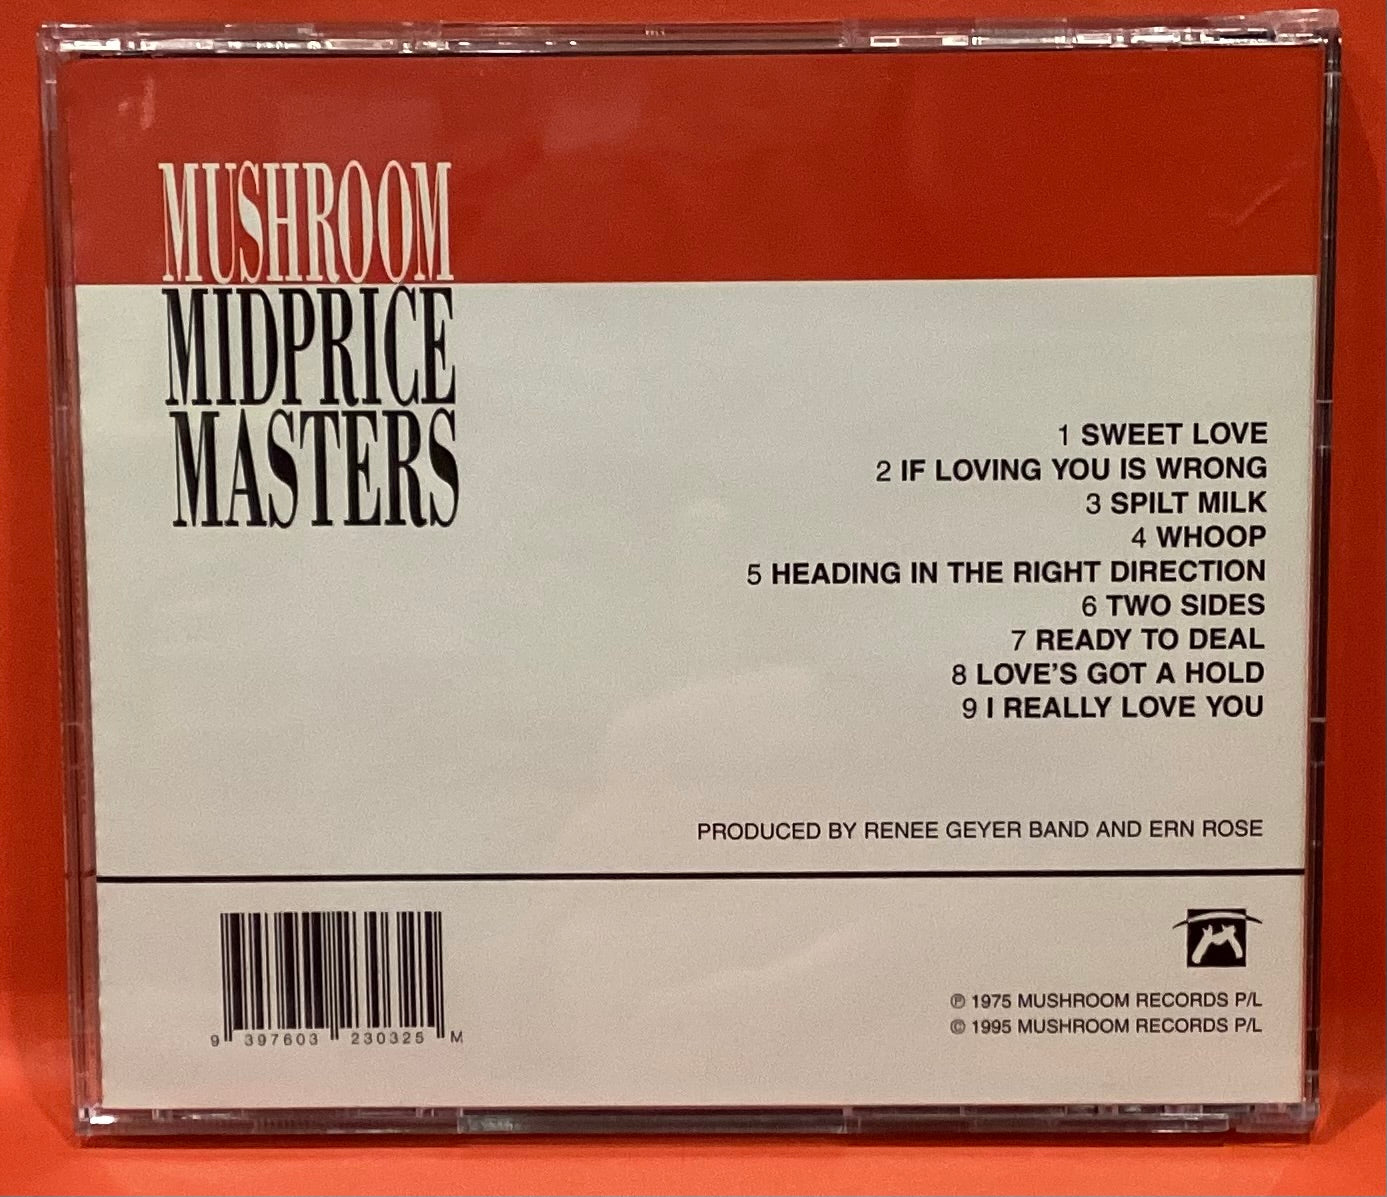 MUSHROOM
MIDPRICE
MASTERS
1 SWEET LOVE
2 IF LOVING YOU IS WRONG
3 SPILT MILK
4 WHOOP
5 HEADING IN THE RIGHT DIRECTION
6 TWO SIDES
7 READY TO DEAL
8 LOVE'S GOT A HOLD
9 I REALLY LOVE YOU
PRODUCED BY RENEE GEYER BAND AND ERN ROSE
9 397603 230325 M
℗ 1975 MUSHROOM RECORDS P/L
© 1995 MUSHROOM RECORDS P/L